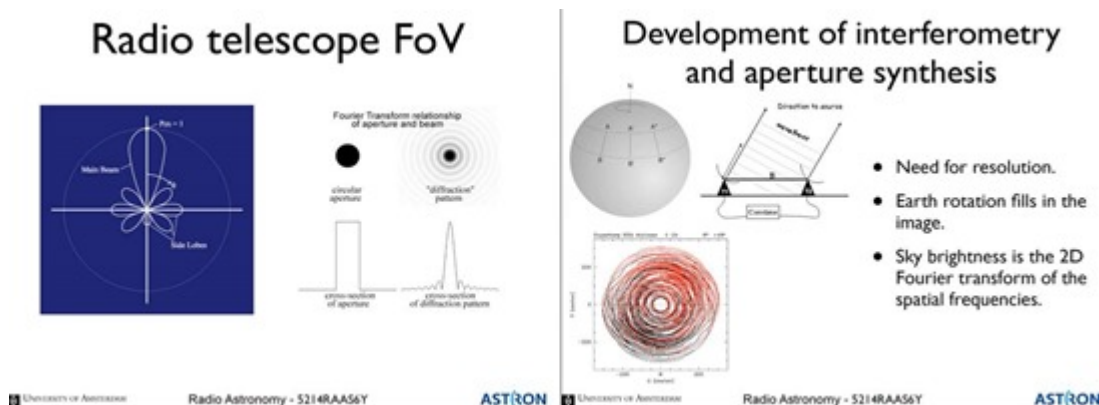 Radio telescope FoV
Pm = 1
Main Beam
Side Lobes
Fourier Transform relationship
of aperture and beam
circular
aperture
"diffraction"
pattern
cross-section
of aperture
cross-section
of diffraction pattern
UNIVERSITY OF AMSTERDAM
Radio Astronomy - 5214RAAS6Y
ASTRON
Development of interferometry
and aperture synthesis
N
Direction to source
B
Correlator
• Need for resolution.
• Earth rotation fills in the
image.
• Sky brightness is the 2D
Fourier transform of the
spatial frequencies.
UNIVERSITY OF AMSTERDAM
Radio Astronomy - 5214RAAS6Y
ASTRON